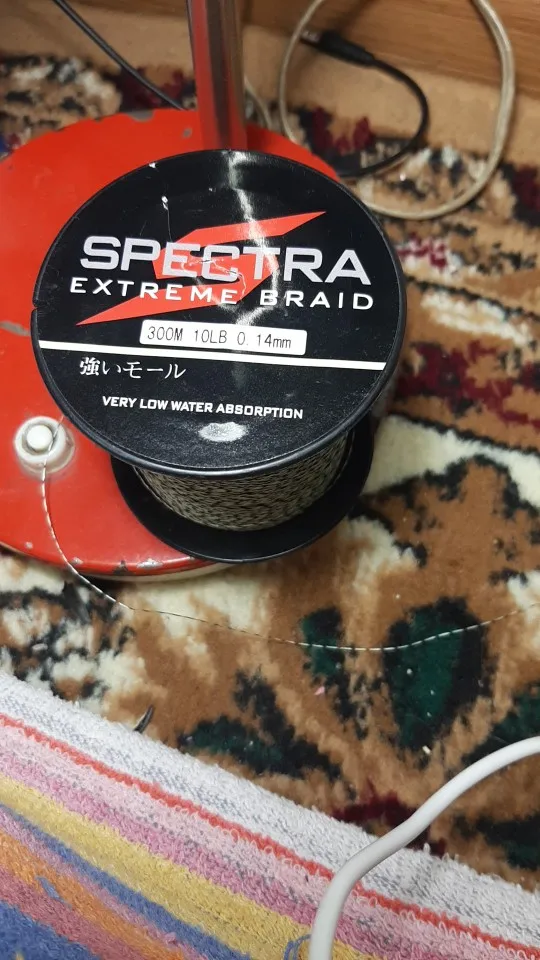 SPECTRA
EXTREME BRAID
300M 10LB 0.14mm
強いモール
VERY LOW WATER ABSORPTION